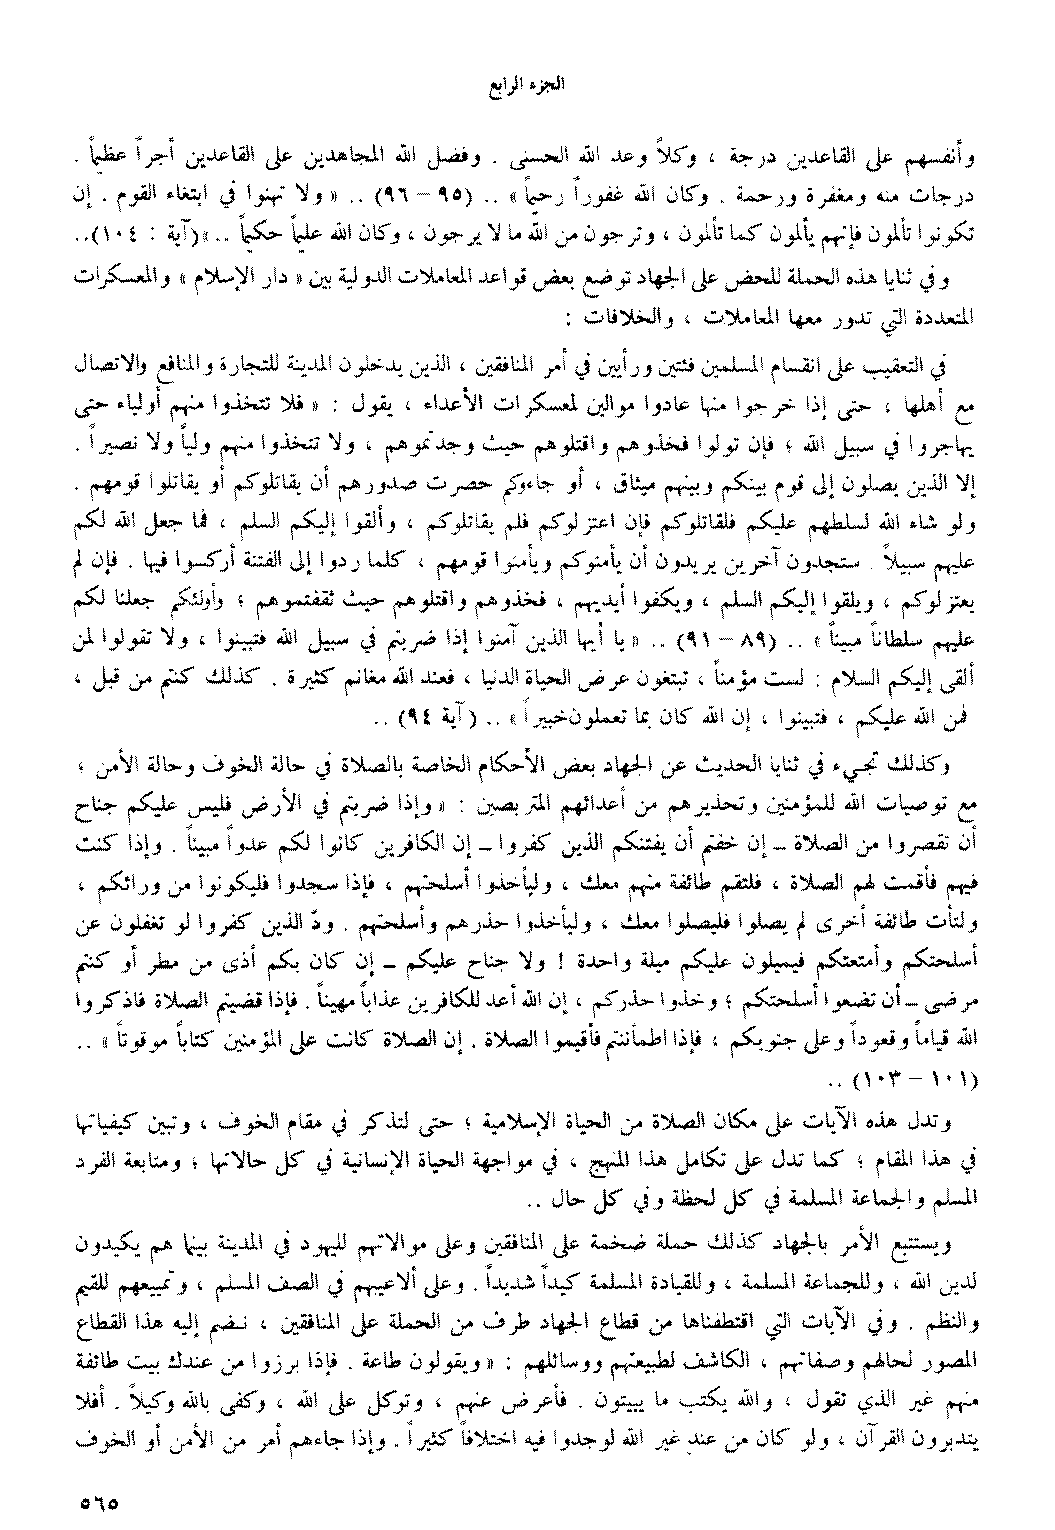 الجزء الرابع
وأنفسهم على القاعدين درجة ، وكلاً وعد الله الحسنى . وفضل الله المجاهدين على القاعدين أجراً عظيماً .
درجات منه ومغفرة ورحمة . وكان الله غفوراً رحيماً » .. (٩٥ – ٩٦) .. « ولا تهنوا في ابتغاء القوم . إن
تكونوا تألمون فإنهم يألمون كما تألمون ، وترجون من الله ما لا يرجون ، وكان الله عليماً حكيماً .. »(آية : ١٠٤)..
وفي ثنايا هذه الحملة للحض على الجهاد توضع بعض قواعد المعاملات الدولية بين « دار الإسلام » والمعسكرات
المتعددة التي تدور معها المعاملات ، والخلافات :
في التعقيب على انقسام المسلمين فئتين ورأيين في أمر المنافقين ، الذين يدخلون المدينة للتجارة والمنافع والاتصال
مع أهلها ، حتى إذا خرجوا منها عادوا موالين لمعسكرات الأعداء ، يقول : « فلا تتخذوا منهم أولياء حتى
يهاجروا في سبيل الله ؛ فإن تولوا فخذوهم واقتلوهم حيث وجدتموهم ، ولا تتخذوا منهم ولياً ولا نصيراً .
إلا الذين يصلون إلى قوم بينكم وبينهم ميثاق ، أو جاءوكم حصرت صدورهم أن يقاتلوكم أو يقاتلوا قومهم .
ولو شاء الله لسلطهم عليكم فلقاتلوكم فإن اعتزلوكم فلم يقاتلوكم ، وألقوا إليكم السلم ، فما جعل الله لكم
عليهم سبيلاً . ستجدون آخرين يريدون أن يأمنوكم ويأمنوا قومهم ، كلما ردوا إلى الفتنة أركسوا فيها . فإن لم
يعتزلوكم ، ويلقوا إليكم السلم ، ويكفوا أيديهم ، فخذوهم واقتلوهم حيث ثقفتموهم ؛ وأولئكم جعلنا لكم
عليهم سلطاناً مبيناً » .. (٨٩ – ٩١) .. « يا أيها الذين آمنوا إذا ضربتم في سبيل الله فتبينوا ، ولا تقولوا لمن
ألقى إليكم السلام : لست مؤمناً ، تبتغون عرض الحياة الدنيا ، فعند الله مغانم كثيرة . كذلك كنتم من قبل ،
فمن الله عليكم ، فتبينوا ، إن الله كان بما تعملون خبيراً » .. (آية ٩٤) ..
وكذلك تجيء في ثنايا الحديث عن الجهاد بعض الأحكام الخاصة بالصلاة في حالة الخوف وحالة الأمن ؛
مع توصيات الله للمؤمنين وتحذيرهم من أعدائهم المتربصين : « وإذا ضربتم في الأرض فليس عليكم جناح
أن تقصروا من الصلاة – إن خفتم أن يفتنكم الذين كفروا – إن الكافرين كانوا لكم عدواً مبيناً . وإذا كنت
فيهم فأقمت لهم الصلاة ، فلتقم طائفة منهم معك ، وليأخذوا أسلحتهم ، فإذا سجدوا فليكونوا من ورائكم ،
ولتأت طائفة أخرى لم يصلوا فليصلوا معك ، وليأخذوا حذرهم وأسلحتهم . ودّ الذين كفروا لو تغفلون عن
أسلحتكم وأمتعتكم فيميلون عليكم ميلة واحدة ! ولا جناح عليكم – إن كان بكم أذى من مطر أو كنتم
مرضى – أن تضعوا أسلحتكم ؛ وخذوا حذركم ، إن الله أعد للكافرين عذاباً مهيناً . فإذا قضيتم الصلاة فاذكروا
الله قياماً وقعوداً وعلى جنوبكم ، فإذا اطمأننتم فأقيموا الصلاة . إن الصلاة كانت على المؤمنين كتاباً موقوتاً » ..
(١٠١ – ١٠٣) ..
وتدل هذه الآيات على مكان الصلاة من الحياة الإسلامية ؛ حتى لتذكر في مقام الخوف ، وتبين كيفياتها
في هذا المقام ؛ كما تدل على تكامل هذا المنهج ، في مواجهة الحياة الإنسانية في كل حالاتها ؛ ومتابعة الفرد
المسلم والجماعة المسلمة في كل لحظة وفي كل حال ..
ويستتبع الأمر بالجهاد كذلك حملة ضخمة على المنافقين وعلى موالاتهم لليهود في المدينة بينما هم يكيدون
لدين الله ، وللجماعة المسلمة ، وللقيادة المسلمة كيداً شديداً . وعلى ألاعيبهم في الصف المسلم ، وتمييعهم للقيم
والنظم . وفي الآيات التي اقتطفناها من قطاع الجهاد طرف من الحملة على المنافقين ، نضم إليه هذا القطاع
المصور لحالهم وصفاتهم ، الكاشف لطبيعتهم ووسائلهم : « ويقولون طاعة . فإذا برزوا من عندك بيت طائفة
منهم غير الذي تقول ، والله يكتب ما يبيتون . فأعرض عنهم ، وتوكل على الله ، وكفى بالله وكيلاً . أفلا
يتدبرون القرآن ، ولو كان من عند غير الله لوجدوا فيه اختلافاً كثيراً . وإذا جاءهم أمر من الأمن أو الخوف
٥٦٥